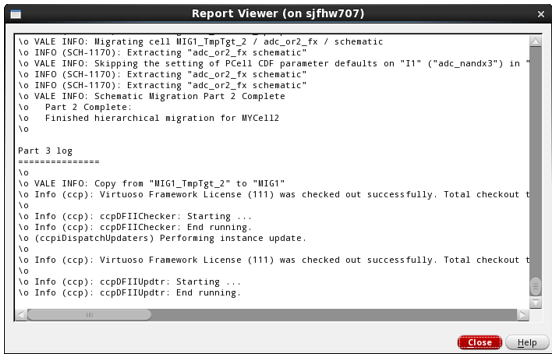 Report Viewer (on sjfhw707)
\o VALE INFO: Migrating cell MIG1_TmpTgt_2 / adc_or2_fx / schematic
\o INFO (SCH-1170): Extracting "adc_or2_fx schematic"
\o VALE INFO: Skipping the setting of PCell CDF parameter defaults on "I1" ("adc_nandx3") in "
\o INFO (SCH-1170): Extracting "adc_or2_fx schematic"
\o INFO (SCH-1170): Extracting "adc_or2_fx schematic"
\o VALE INFO: Schematic Migration Part 2 Complete
\o   Part 2 Complete:
\o   Finished hierarchical migration for MYCell2
\o
Part 3 log
===============
\o
\o VALE INFO: Copy from "MIG1_TmpTgt_2" to "MIG1"
\o Info (ccp): Virtuoso Framework License (111) was checked out successfully. Total checkout t
\o
\o Info (ccp): ccpDFIIChecker: Starting ...
\o Info (ccp): ccpDFIIChecker: End running.
\o (ccpiDispatchUpdaters) Performing instance update.
\o
\o Info (ccp): Virtuoso Framework License (111) was checked out successfully. Total checkout t
\o
\o Info (ccp): ccpDFIIUpdtr: Starting ...
\o Info (ccp): ccpDFIIUpdtr: End running.
Close Help